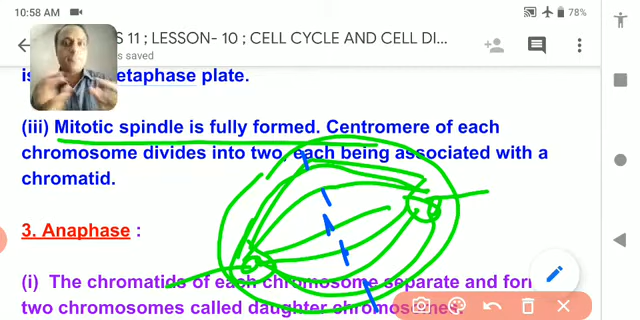 10:58 AM 78%
S 11 ; LESSON- 10 ; CELL CYCLE AND CELL DI...
s saved
is etaphase plate.
(iii) Mitotic spindle is fully formed. Centromere of each
chromosome divides into two, each being associated with a
chromatid.
3. Anaphase :
(i) The chromatids of each chromosome separate and form
two chromosomes called daughter chromosomes.